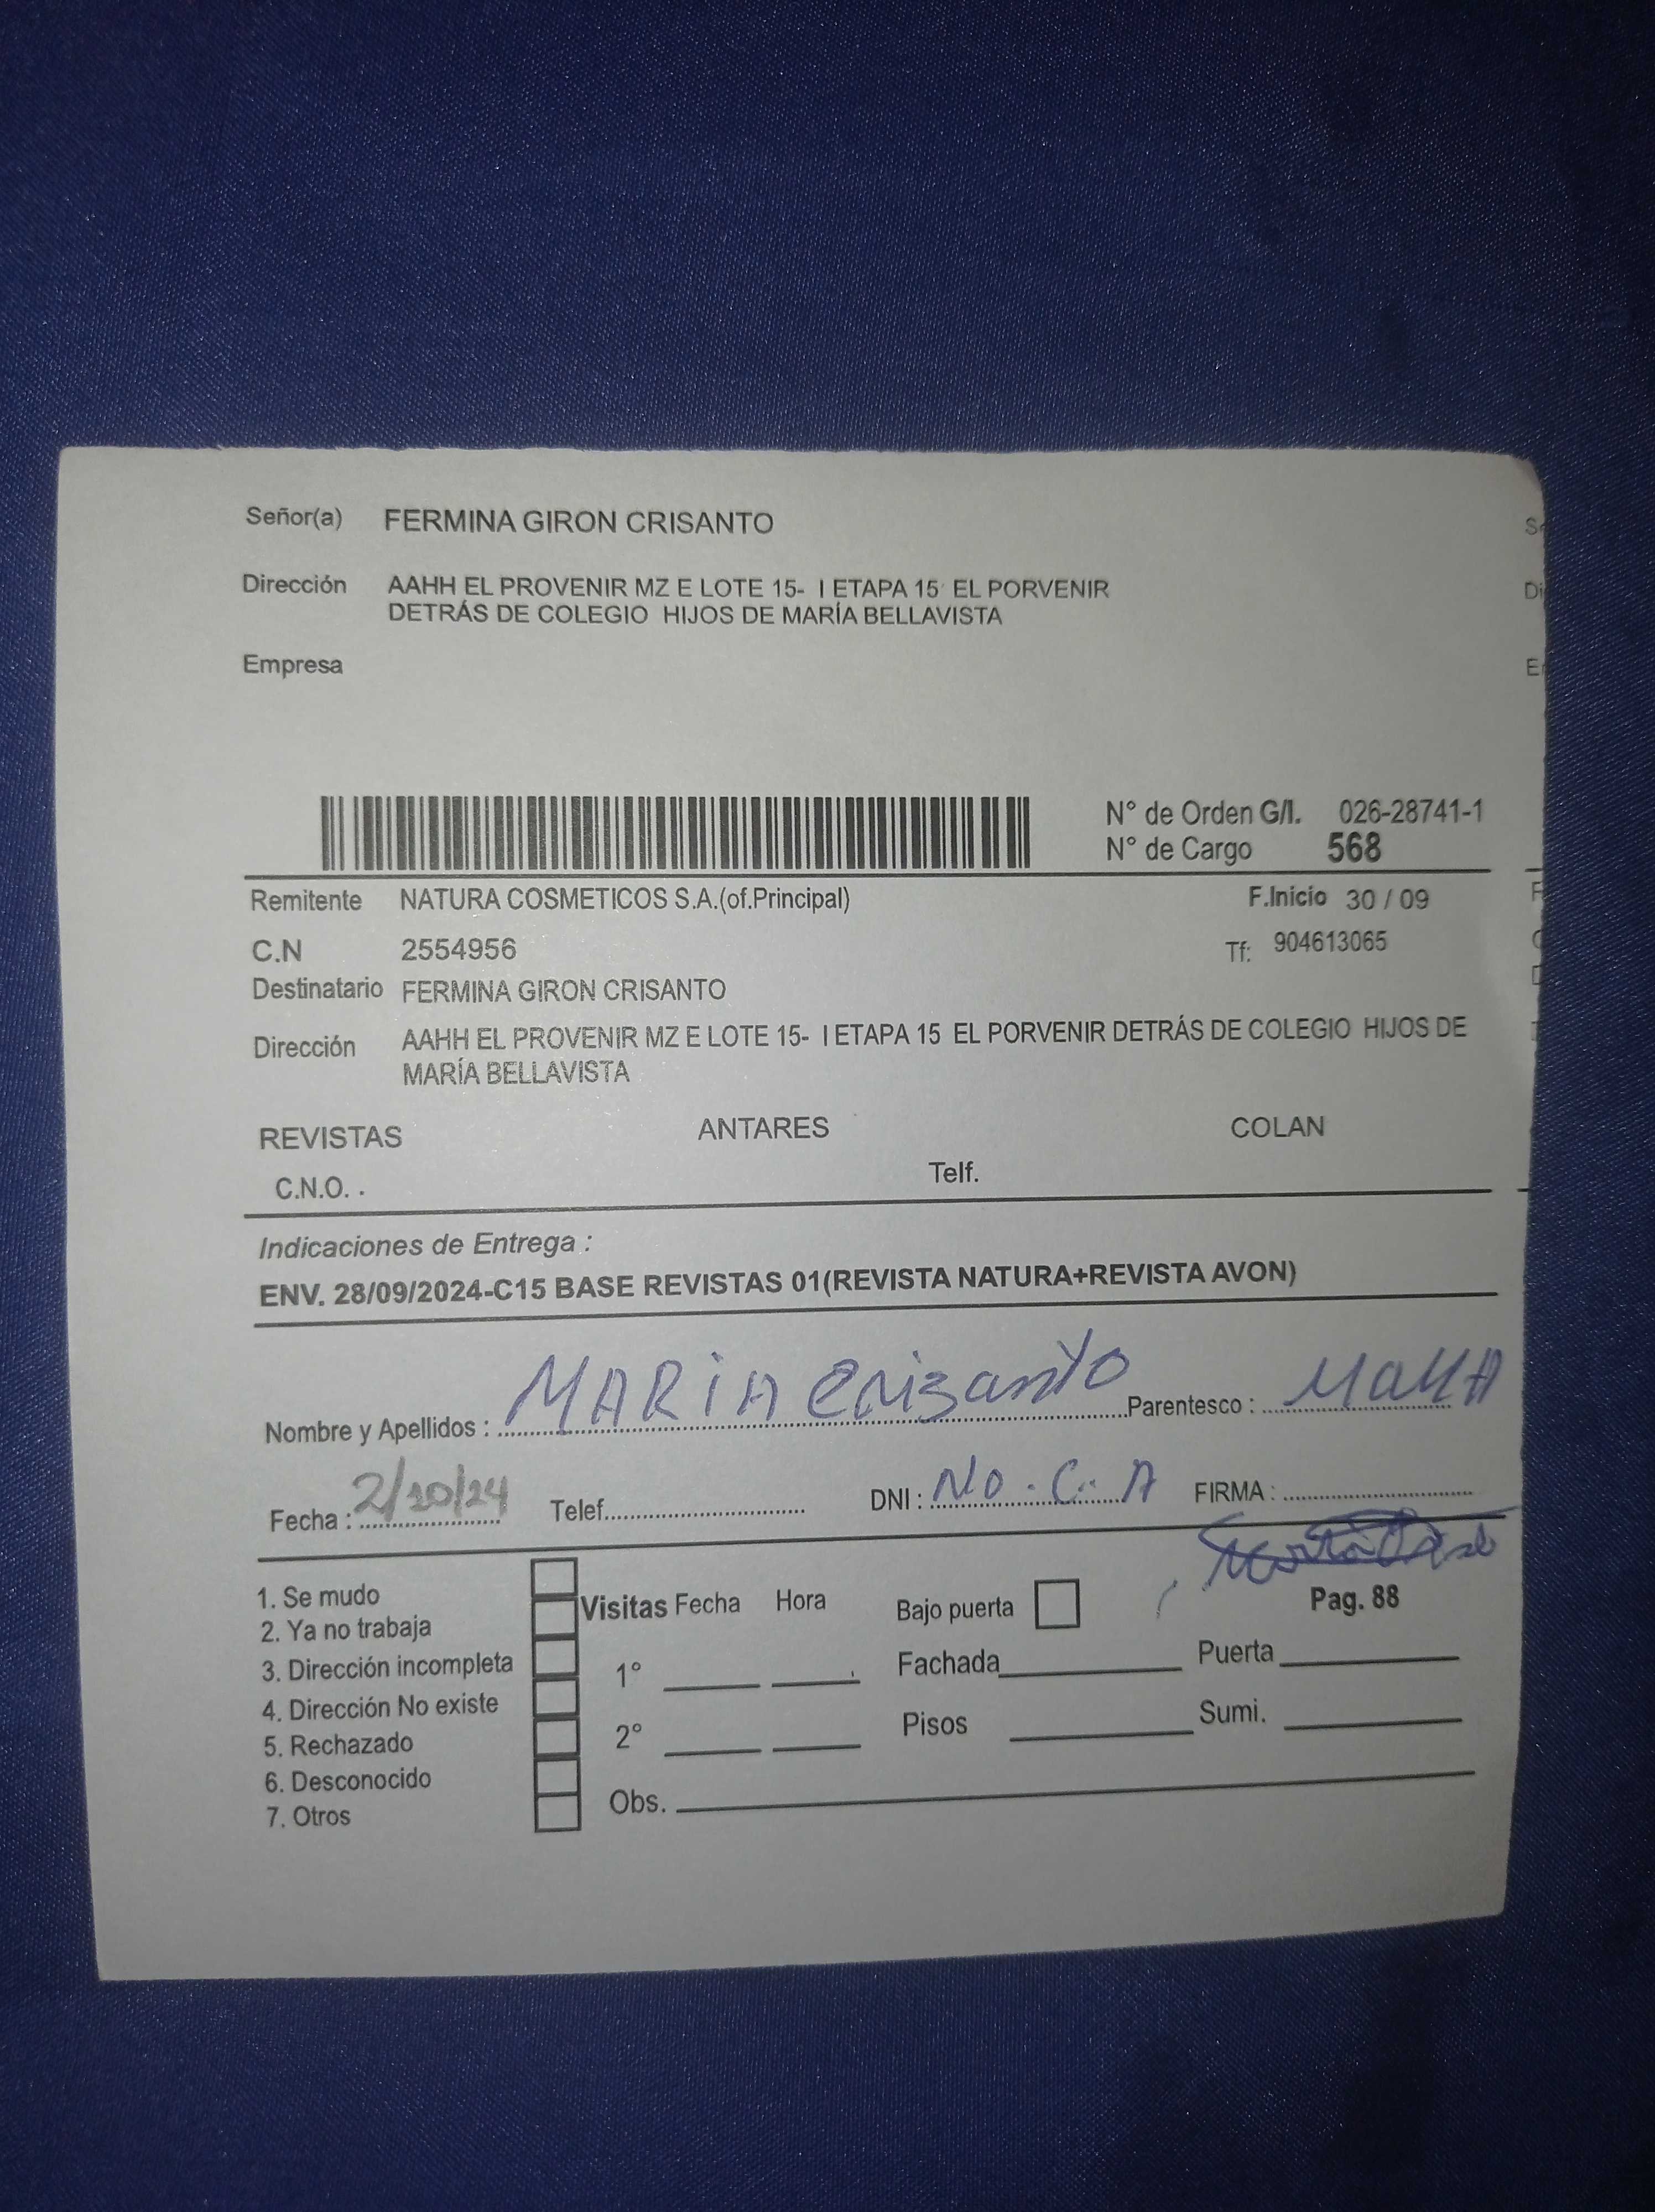 Señor(a) FERMINA GIRON CRISANTO
Dirección AAHH EL PROVENIR MZ E LOTE 15- I ETAPA 15 EL PORVENIR
DETRÁS DE COLEGIO HIJOS DE MARÍA BELLAVISTA
Empresa
N° de Orden G/I. 026-28741-1
N° de Cargo 568
Remitente NATURA COSMETICOS S.A.(of.Principal) F.Inicio 30 / 09
C.N 2554956 Tf: 904613065
Destinatario FERMINA GIRON CRISANTO
Dirección AAHH EL PROVENIR MZ E LOTE 15- I ETAPA 15 EL PORVENIR DETRÁS DE COLEGIO HIJOS DE
MARÍA BELLAVISTA
REVISTAS ANTARES COLAN
C.N.O. . Telf.
Indicaciones de Entrega :
ENV. 28/09/2024-C15 BASE REVISTAS 01(REVISTA NATURA+REVISTA AVON)
Nombre y Apellidos : MARIA Crisanto Parentesco : MaMA
Fecha : 2/10/24 Telef. DNI : NO. C. A FIRMA :
1. Se mudo
2. Ya no trabaja
3. Dirección incompleta
4. Dirección No existe
5. Rechazado
6. Desconocido
7. Otros
Visitas Fecha Hora
1°
2°
Obs.
Bajo puerta Pag. 88
Fachada Puerta
Pisos Sumi.